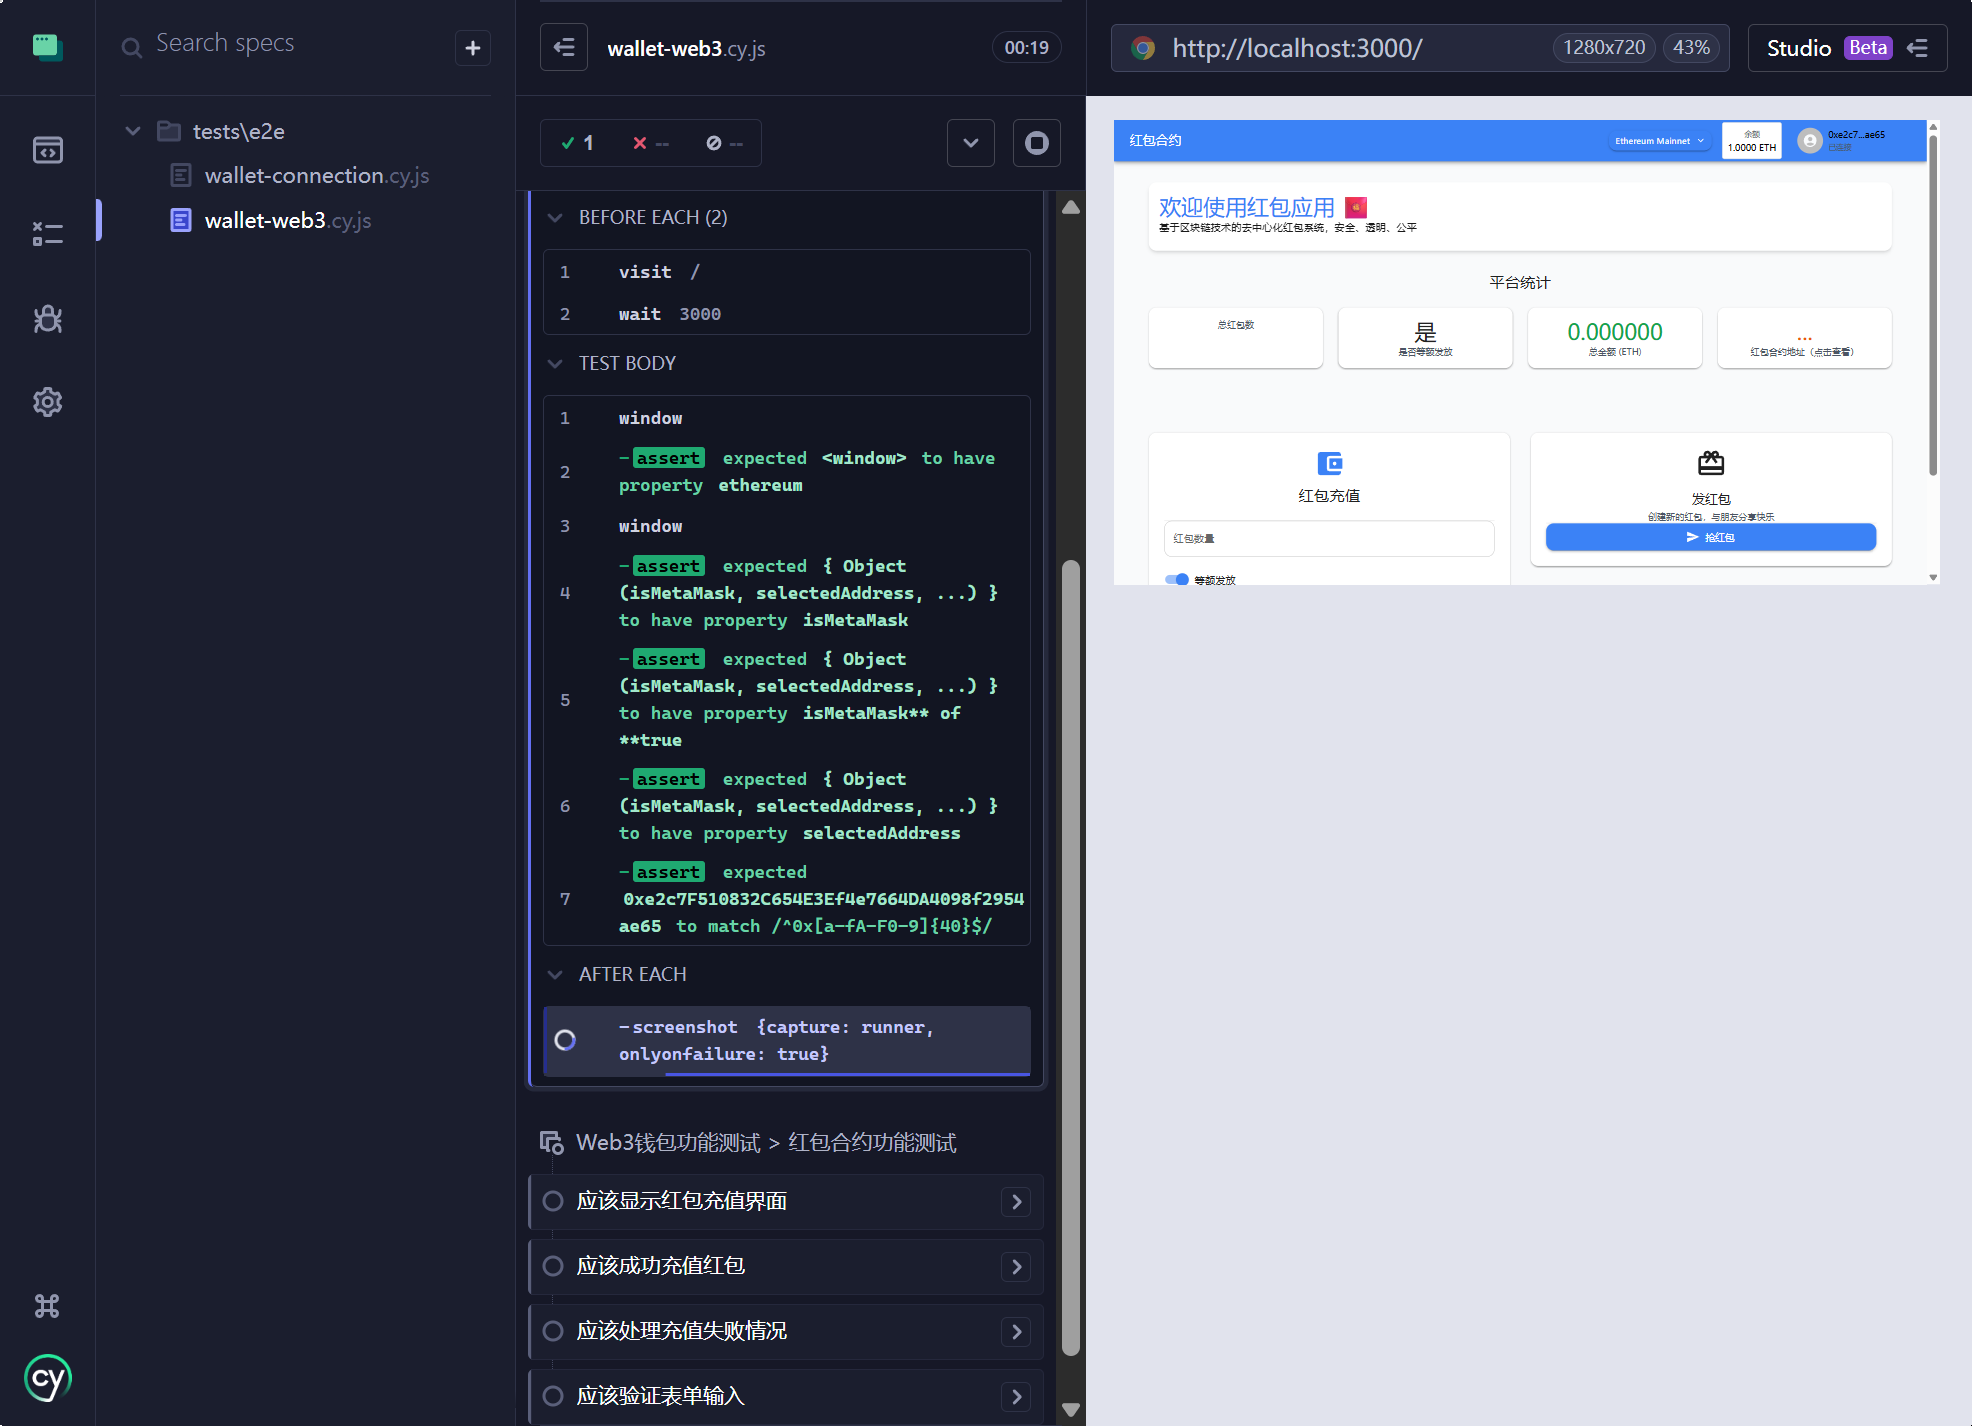 Search specs
+
tests\e2e
wallet-connection.cy.js
wallet-web3.cy.js
cy
wallet-web3.cy.js
00:19
1
--
--
BEFORE EACH (2)
1 visit /
2 wait 3000
TEST BODY
1 window
2 -assert expected <window> to have
property ethereum
3 window
4 -assert expected { Object
(isMetaMask, selectedAddress, ...) }
to have property isMetaMask
5 -assert expected { Object
(isMetaMask, selectedAddress, ...) }
to have property isMetaMask** of
**true
6 -assert expected { Object
(isMetaMask, selectedAddress, ...) }
to have property selectedAddress
7 -assert expected
0xe2c7F510832C654E3Ef4e7664DA4098f2954
ae65 to match /^0x[a-fA-F0-9]{40}$/
AFTER EACH
-screenshot {capture: runner,
onlyonfailure: true}
Web3钱包功能测试 > 红包合约功能测试
应该显示红包充值界面
应该成功充值红包
应该处理充值失败情况
应该验证表单输入
http://localhost:3000/
1280x720
43%
Studio Beta
红包合约
Ethereum Mainnet
余额
1.0000 ETH
0xe2c7...ae65
已连接
欢迎使用红包应用
基于区块链技术的去中心化红包系统，安全、透明、公平
平台统计
总红包数
是
是否等额发放
0.000000
总金额 (ETH)
...
红包合约地址（点击查看）
红包充值
红包数量
等额发放
发红包
创建新的红包，与朋友分享快乐
抢红包